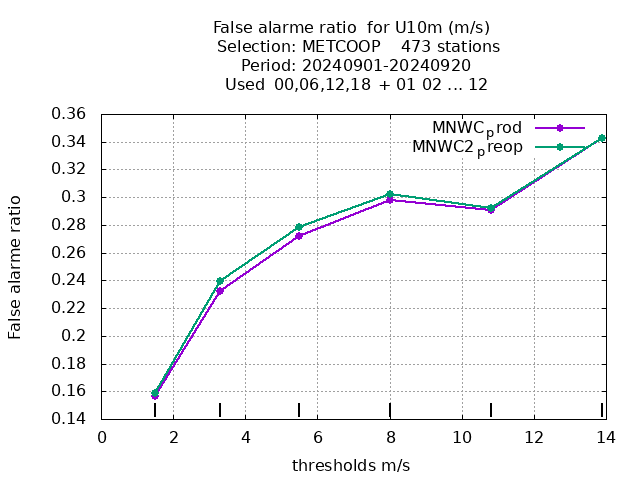 False alarme ratio  for U10m (m/s)
Selection: METCOOP    473 stations
Period: 20240901-20240920
Used  00,06,12,18  + 01 02 ... 12
0.36
0.34
0.32
0.3
0.28
0.26
0.24
0.22
0.2
0.18
0.16
0.14
False alarme ratio
MNWCprod
MNWC2preop
0 2 4 6 8 10 12 14
thresholds m/s